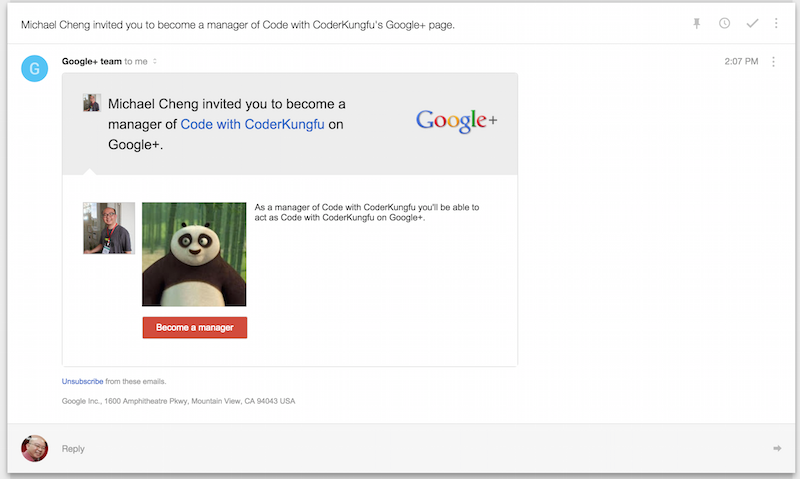 Michael Cheng invited you to become a manager of Code with CoderKungfu's Google+ page.
G
Google+ team to me
2:07 PM
Michael Cheng invited you to become a
manager of Code with CoderKungfu on
Google+.
Google+
As a manager of Code with CoderKungfu you'll be able to
act as Code with CoderKungfu on Google+.
Become a manager
Unsubscribe from these emails.
Google Inc., 1600 Amphitheatre Pkwy, Mountain View, CA 94043 USA
Reply